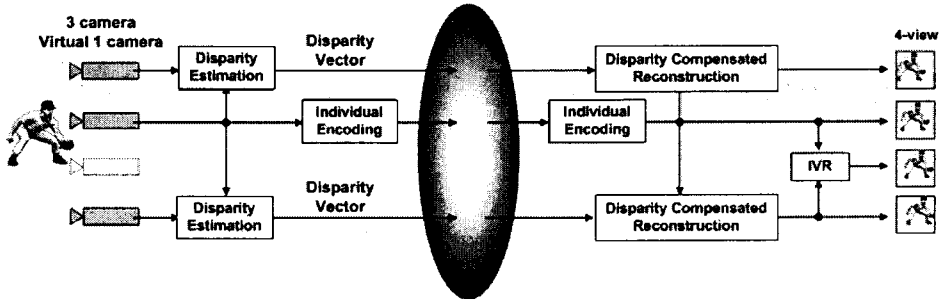 3 camera
Virtual 1 camera
Disparity
Estimation
Disparity
Vector
Disparity Compensated
Reconstruction
4-view
Individual
Encoding
Individual
Encoding
IVR
Disparity
Estimation
Disparity
Vector
Disparity Compensated
Reconstruction